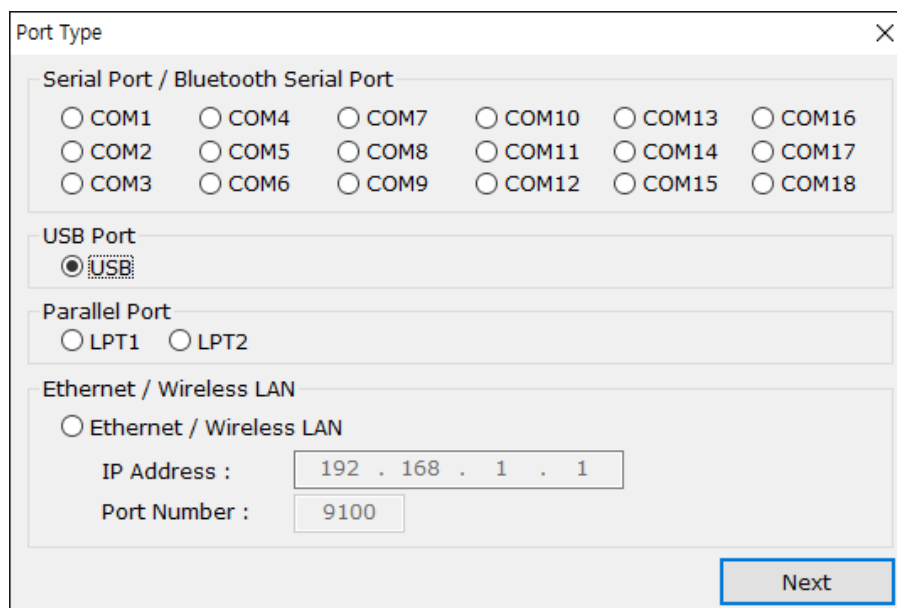 Port Type
Serial Port / Bluetooth Serial Port
COM1 COM4 COM7 COM10 COM13 COM16
COM2 COM5 COM8 COM11 COM14 COM17
COM3 COM6 COM9 COM12 COM15 COM18
USB Port
USB
Parallel Port
LPT1 LPT2
Ethernet / Wireless LAN
Ethernet / Wireless LAN
IP Address : 192 . 168 . 1 . 1
Port Number : 9100
Next